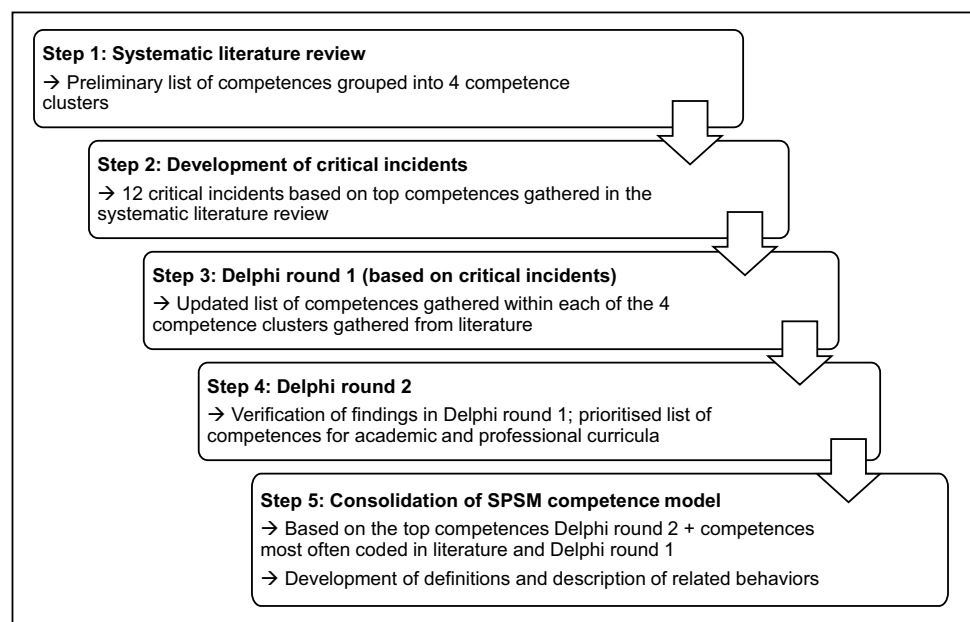 Step 1: Systematic literature review
→ Preliminary list of competences grouped into 4 competence
clusters
Step 2: Development of critical incidents
→ 12 critical incidents based on top competences gathered in the
systematic literature review
Step 3: Delphi round 1 (based on critical incidents)
→ Updated list of competences gathered within each of the 4
competence clusters gathered from literature
Step 4: Delphi round 2
→ Verification of findings in Delphi round 1; prioritised list of
competences for academic and professional curricula
Step 5: Consolidation of SPSM competence model
→ Based on the top competences Delphi round 2 + competences
most often coded in literature and Delphi round 1
→ Development of definitions and description of related behaviors